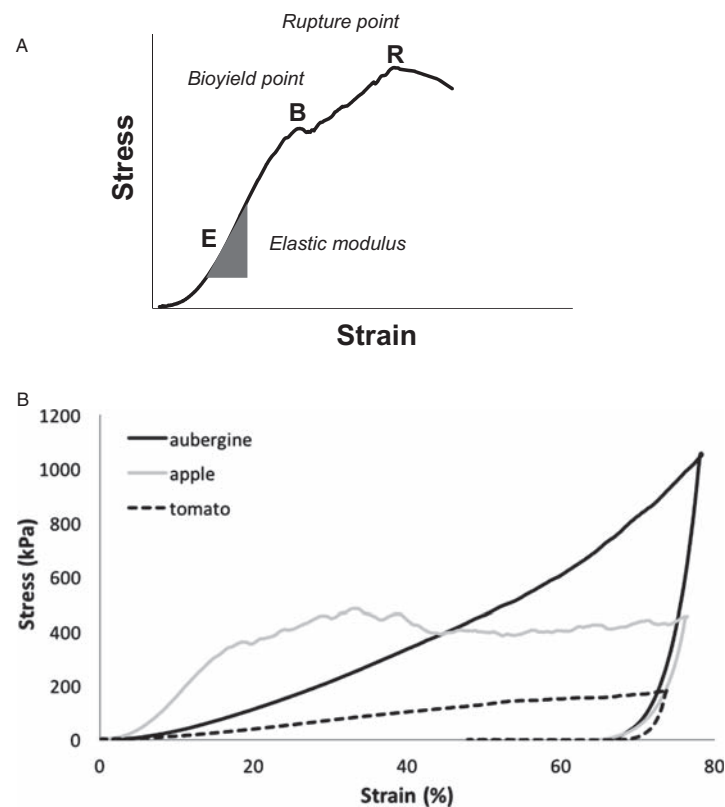 Rupture point
A
R
Bioyield point
B
Stress
E
Elastic modulus
Strain
B
1200
aubergine
1000
apple
tomato
800
Stress (kPa)
600
400
200
0
0 20 40 60 80
Strain (%)